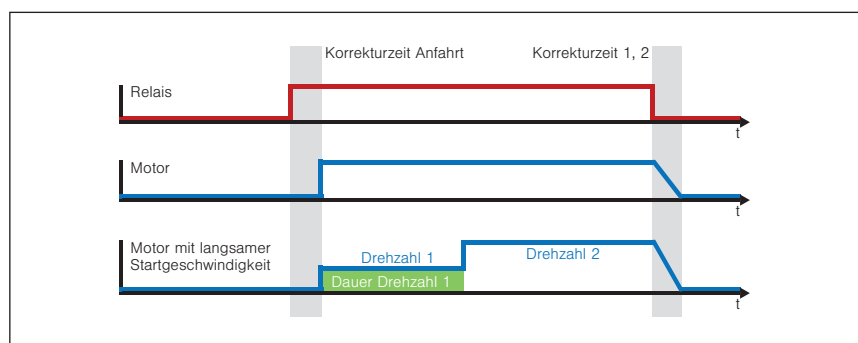 Korrekturzeit Anfahrt
Korrekturzeit 1, 2
Relais
t
Motor
t
Motor mit langsamer
Startgeschwindigkeit
Drehzahl 1
Drehzahl 2
Dauer Drehzahl 1
t